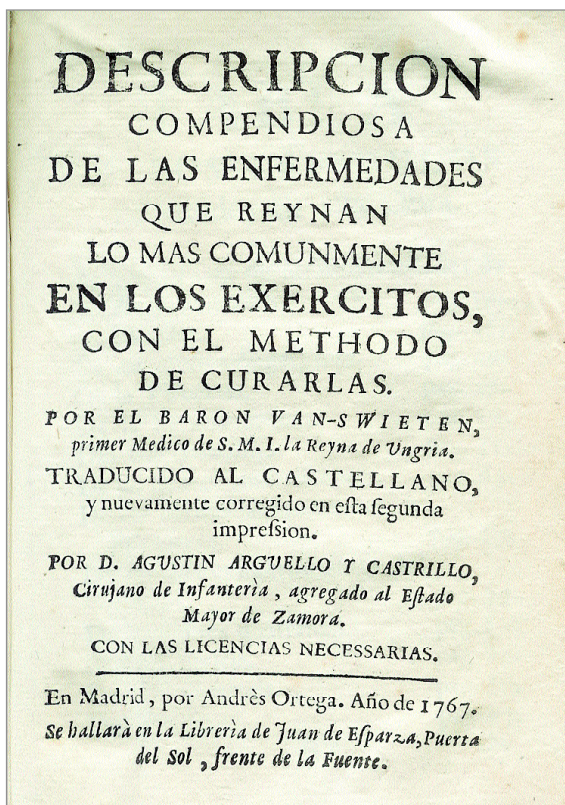 DESCRIPCION
COMPENDIOSA
DE LAS ENFERMEDADES
QUE REYNAN
LO MAS COMUNMENTE
EN LOS EXERCITOS,
CON EL METHODO
DE CURARLAS.
POR EL BARON VAN-SWIETEN,
primer Medico de S. M. I. la Reyna de Vngria.
TRADUCIDO AL CASTELLANO,
y nuevamente corregido en eſta ſegunda
impreſsion.
POR D. AGUSTIN ARGUELLO Y CASTRILLO,
Cirujano de Infanterìa, agregado al Eſtado
Mayor de Zamora.
CON LAS LICENCIAS NECESSARIAS.
En Madrid, por Andrès Ortega. Año de 1767.
Se hallarà en la Librerìa de Juan de Eſparza, Puerta
del Sol, frente de la Fuente.